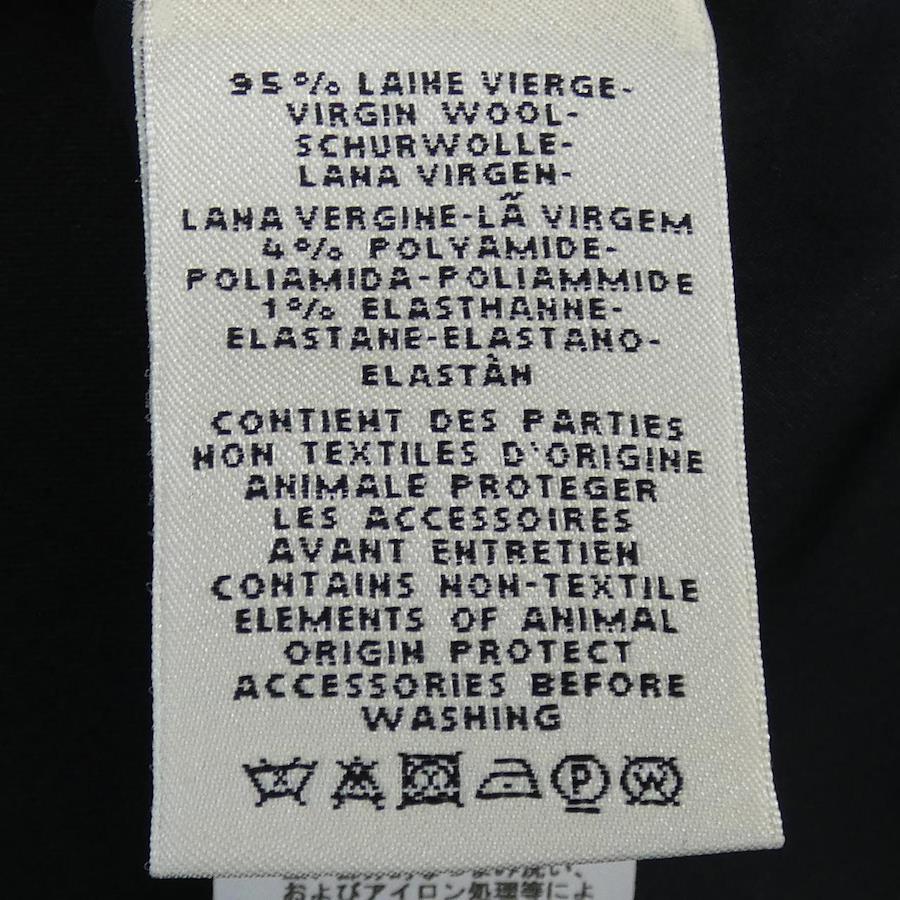 95% LAINE VIERGE-
VIRGIN WOOL-
SCHURWOLLE-
LANA VIRGEN-
LANA VERGINE-LÃ VIRGEM
4% POLYAMIDE-
POLIAMIDA-POLIAMMIDE
1% ELASTHANNE-
ELASTANE-ELASTANO-
ELASTÀN
CONTIENT DES PARTIES
NON TEXTILES D'ORIGINE
ANIMALE PROTEGER
LES ACCESSOIRES
AVANT ENTRETIEN
CONTAINS NON-TEXTILE
ELEMENTS OF ANIMAL
ORIGIN PROTECT
ACCESSORIES BEFORE
WASHING
P W
およびアイロン処理等によ